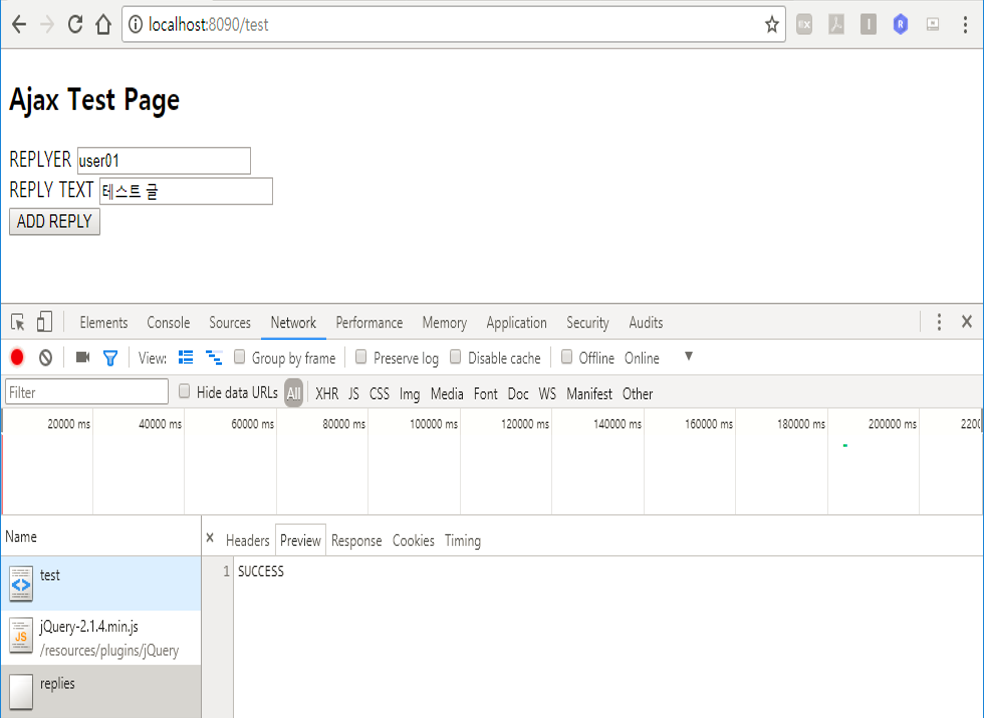 localhost:8090/test
Ajax Test Page
REPLYER user01
REPLY TEXT 테스트 글
ADD REPLY
Elements Console Sources Network Performance Memory Application Security Audits
View: Group by frame Preserve log Disable cache Offline Online
Filter Hide data URLs All XHR JS CSS Img Media Font Doc WS Manifest Other
20000 ms 40000 ms 60000 ms 80000 ms 100000 ms 120000 ms 140000 ms 160000 ms 180000 ms 200000 ms 2200
Name
Headers Preview Response Cookies Timing
test
1 SUCCESS
jQuery-2.1.4.min.js
/resources/plugins/jQuery
replies